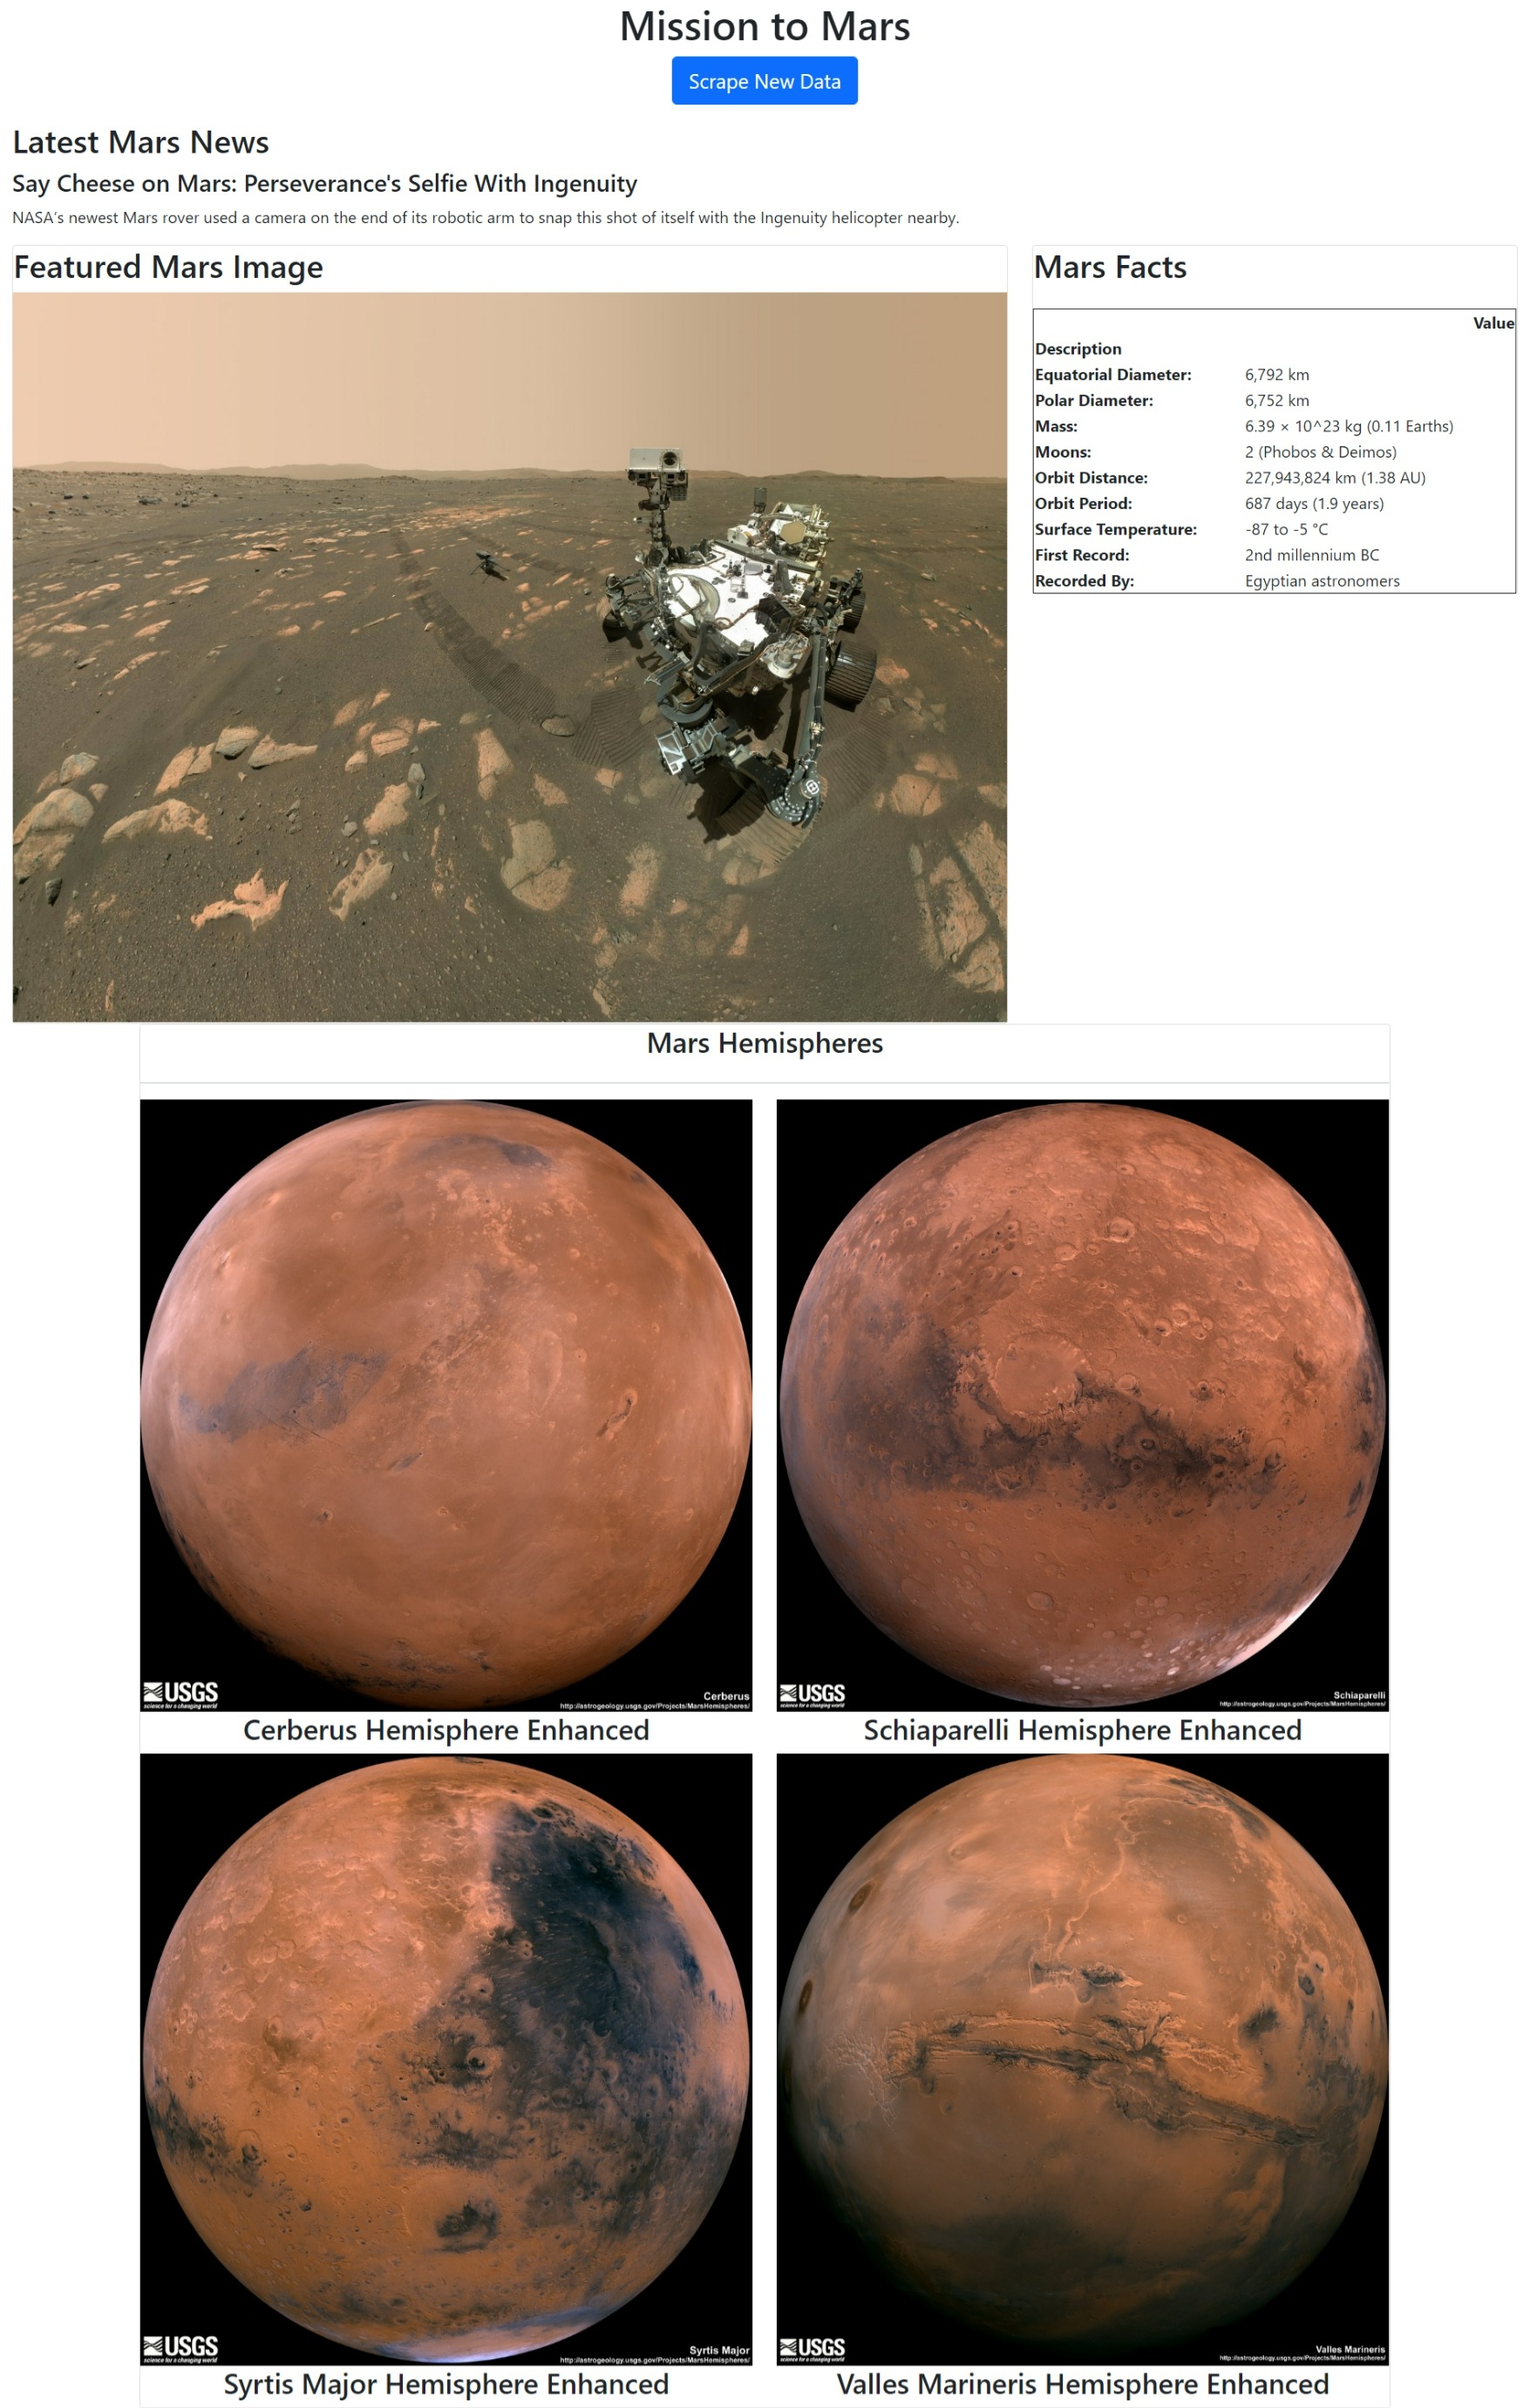 Mission to Mars
Scrape New Data
Latest Mars News
Say Cheese on Mars: Perseverance's Selfie With Ingenuity
NASA's newest Mars rover used a camera on the end of its robotic arm to snap this shot of itself with the Ingenuity helicopter nearby.
Featured Mars Image
Mars Facts
Value
Description
Equatorial Diameter: 6,792 km
Polar Diameter: 6,752 km
Mass: 6.39 × 10^23 kg (0.11 Earths)
Moons: 2 (Phobos & Deimos)
Orbit Distance: 227,943,824 km (1.38 AU)
Orbit Period: 687 days (1.9 years)
Surface Temperature: -87 to -5 °C
First Record: 2nd millennium BC
Recorded By: Egyptian astronomers
Mars Hemispheres
USGS
science for a changing world
Cerberus
http://astrogeology.usgs.gov/Projects/MarsHemispheres/
Cerberus Hemisphere Enhanced
USGS
science for a changing world
Schiaparelli
http://astrogeology.usgs.gov/Projects/MarsHemispheres/
Schiaparelli Hemisphere Enhanced
USGS
science for a changing world
Syrtis Major
http://astrogeology.usgs.gov/Projects/MarsHemispheres/
Syrtis Major Hemisphere Enhanced
USGS
science for a changing world
Valles Marineris
http://astrogeology.usgs.gov/Projects/MarsHemispheres/
Valles Marineris Hemisphere Enhanced